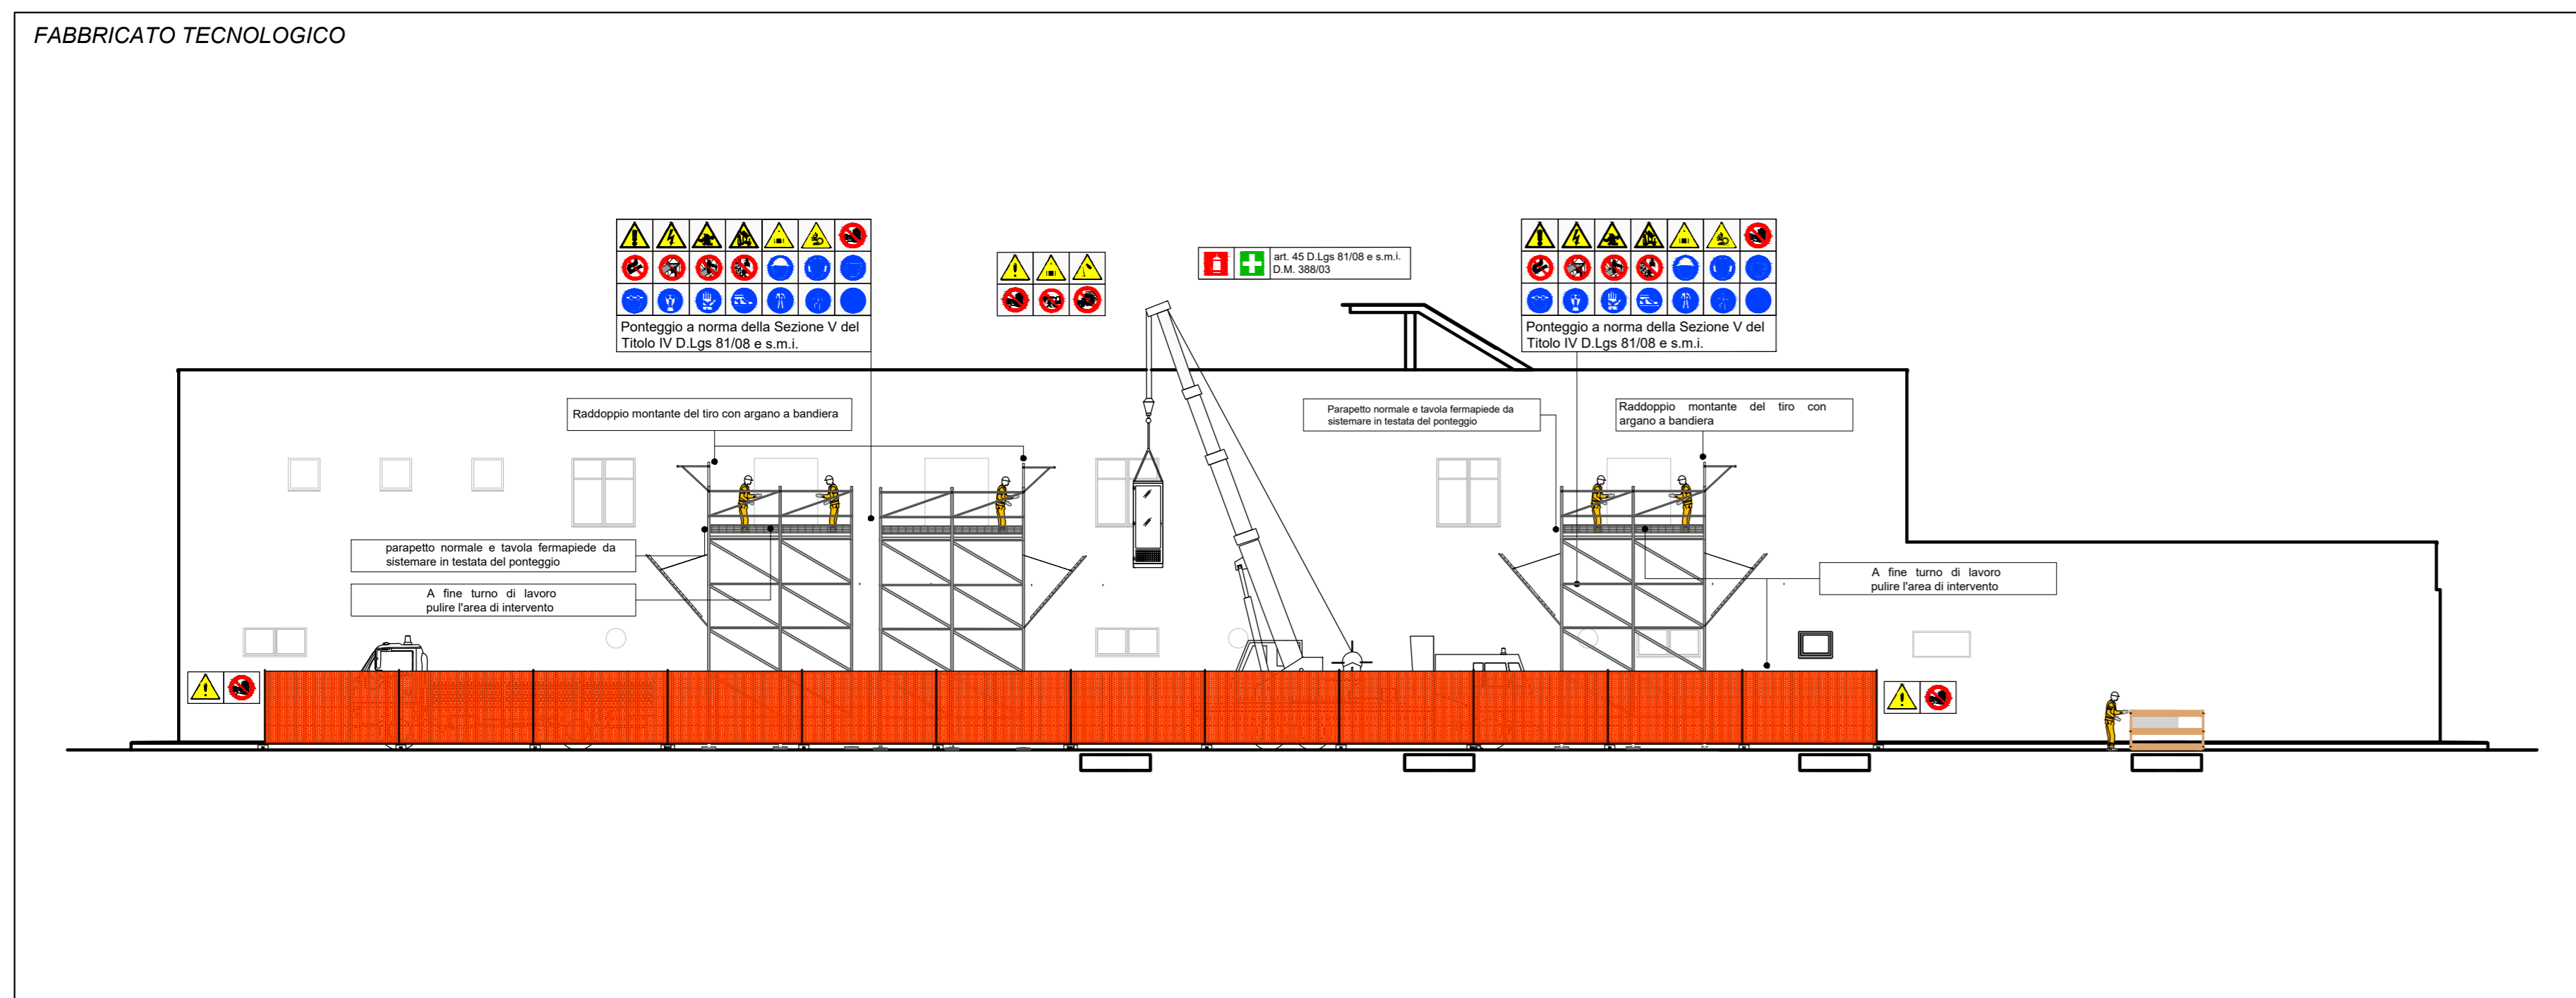 FABBRICATO TECNOLOGICO
Ponteggio a norma della Sezione V del
Titolo IV D.Lgs 81/08 e s.m.i.
art. 45 D.Lgs 81/08 e s.m.i.
D.M. 388/03
Ponteggio a norma della Sezione V del
Titolo IV D.Lgs 81/08 e s.m.i.
Raddoppio montante del tiro con argano a bandiera
Parapetto normale e tavola fermapiede da
sistemare in testata del ponteggio
Raddoppio montante del tiro con
argano a bandiera
parapetto normale e tavola fermapiede da
sistemare in testata del ponteggio
A fine turno di lavoro
pulire l'area di intervento
A fine turno di lavoro
pulire l'area di intervento